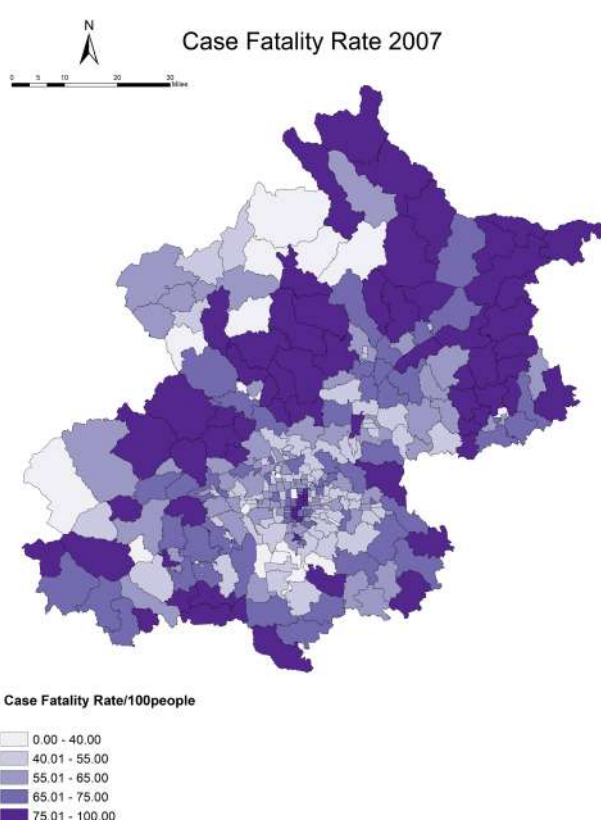 N
Case Fatality Rate 2007
0 5 10 20 30
Miles
Case Fatality Rate/100people
0.00 - 40.00
40.01 - 55.00
55.01 - 65.00
65.01 - 75.00
75.01 - 100.00